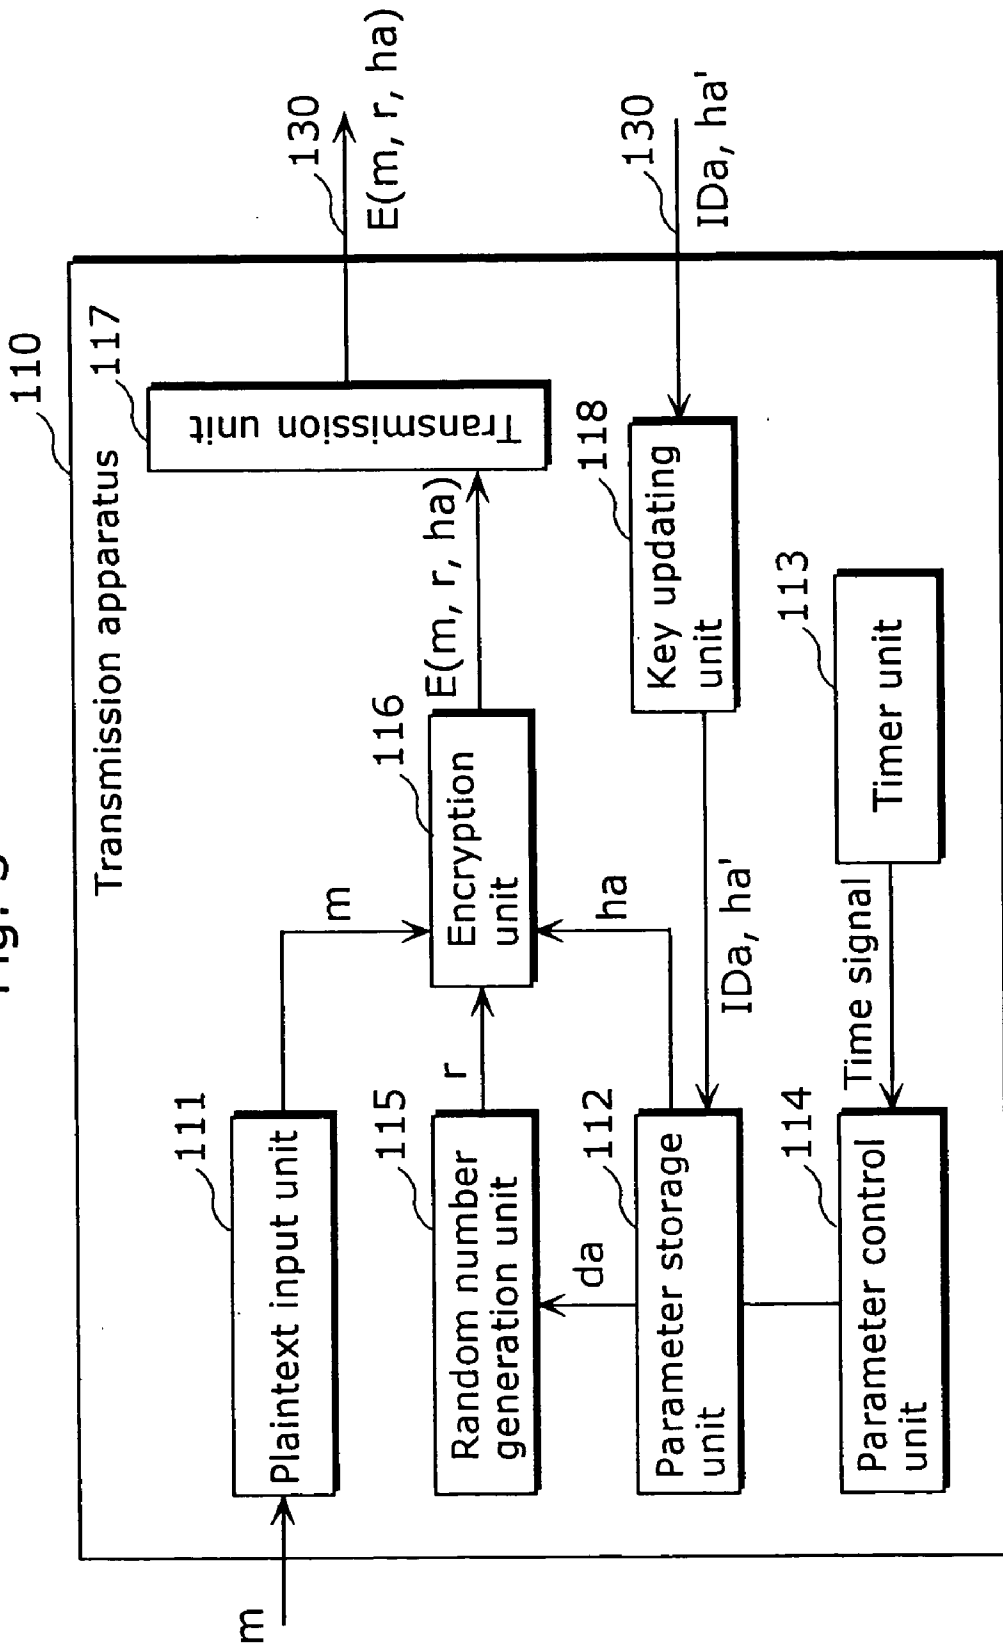 110
Transmission apparatus
117
Transmission unit
130
E(m, r, ha)
E(m, r, ha)
m
111
Plaintext input unit
m
116
Encryption
unit
115
Random number
generation unit
r
ha
da
112
Parameter storage
unit
IDa, ha'
118
Key updating
unit
130
IDa, ha'
114
Parameter control
unit
Time signal
113
Timer unit